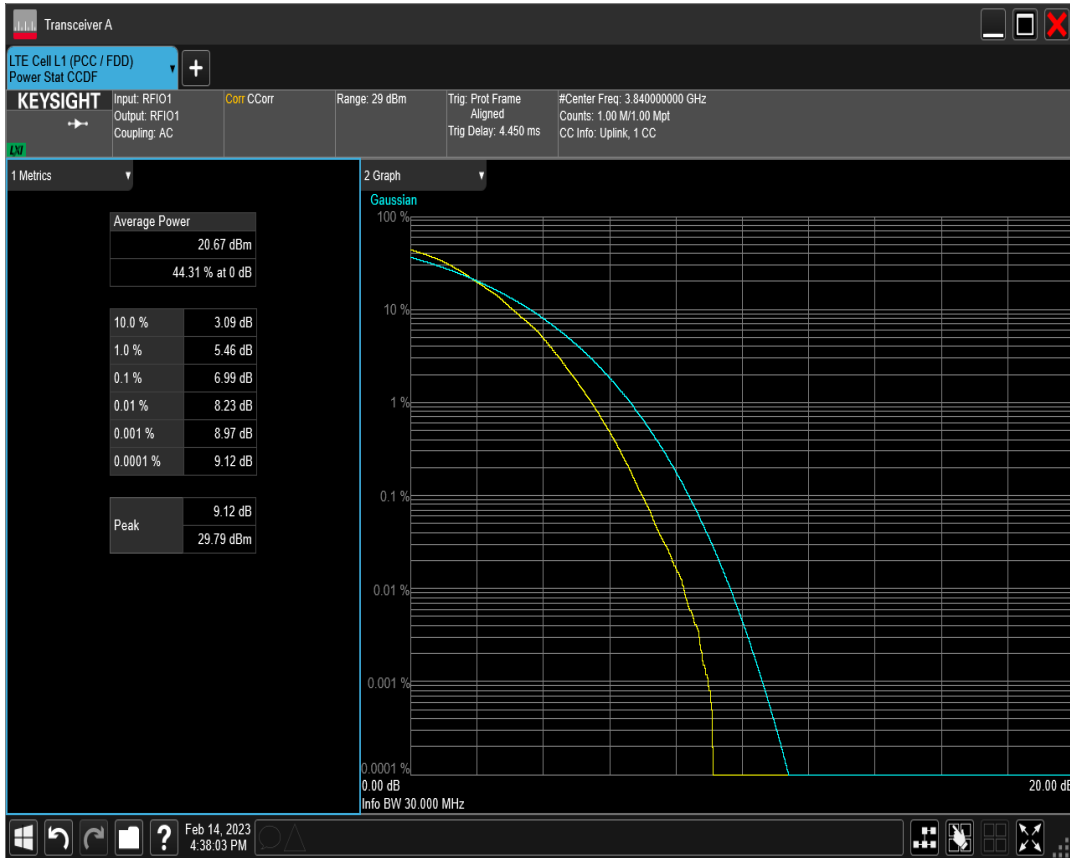 Transceiver A
LTE Cell L1 (PCC / FDD)
Power Stat CCDF
KEYSIGHT
LXI
Input: RFIO1
Output: RFIO1
Coupling: AC
Corr CCorr
Range: 29 dBm
Trig: Prot Frame
Aligned
Trig Delay: 4.450 ms
#Center Freq: 3.840000000 GHz
Counts: 1.00 M/1.00 Mpt
CC Info: Uplink, 1 CC
1 Metrics
Average Power
20.67 dBm
44.31 % at 0 dB
10.0 % 3.09 dB
1.0 % 5.46 dB
0.1 % 6.99 dB
0.01 % 8.23 dB
0.001 % 8.97 dB
0.0001 % 9.12 dB
Peak
9.12 dB
29.79 dBm
2 Graph
Gaussian
100 %
10 %
1 %
0.1 %
0.01 %
0.001 %
0.0001 %
0.00 dB 20.00 dB
Info BW 30.000 MHz
? Feb 14, 2023
4:38:03 PM